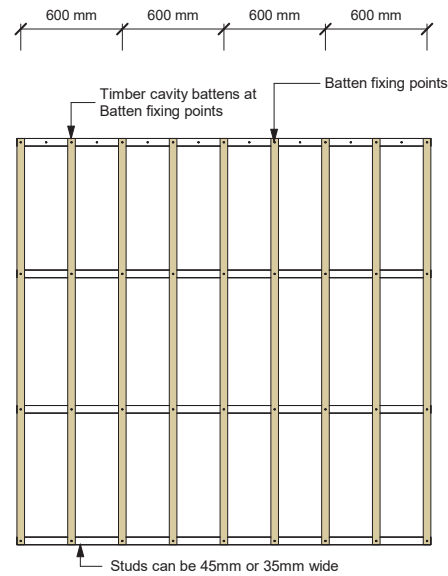 600 mm 600 mm 600 mm 600 mm
Batten fixing points
Timber cavity battens at
Batten fixing points
Studs can be 45mm or 35mm wide